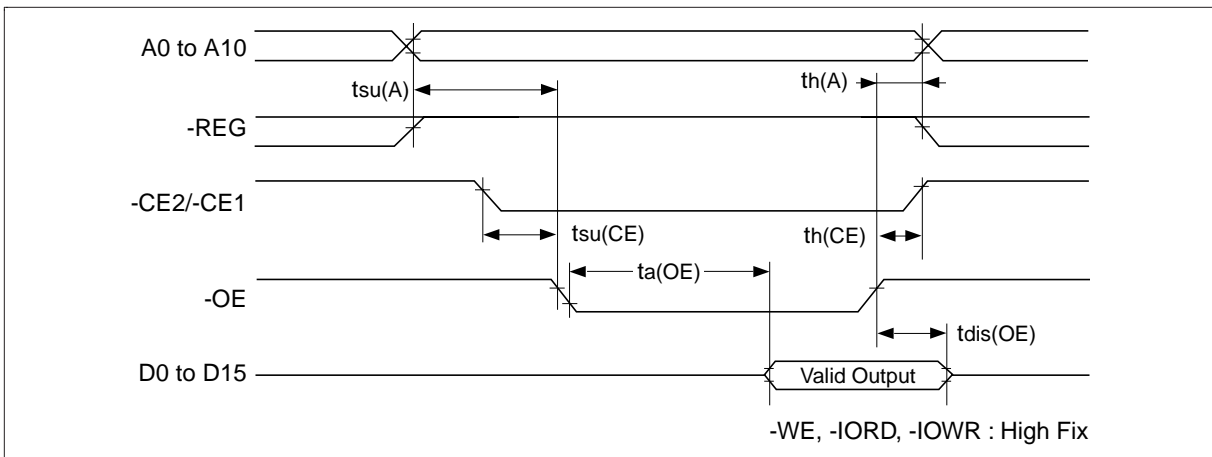 A0 to A10
tsu(A)
th(A)
-REG
-CE2/-CE1
tsu(CE)
th(CE)
ta(OE)
-OE
tdis(OE)
D0 to D15
Valid Output
-WE, -IORD, -IOWR : High Fix